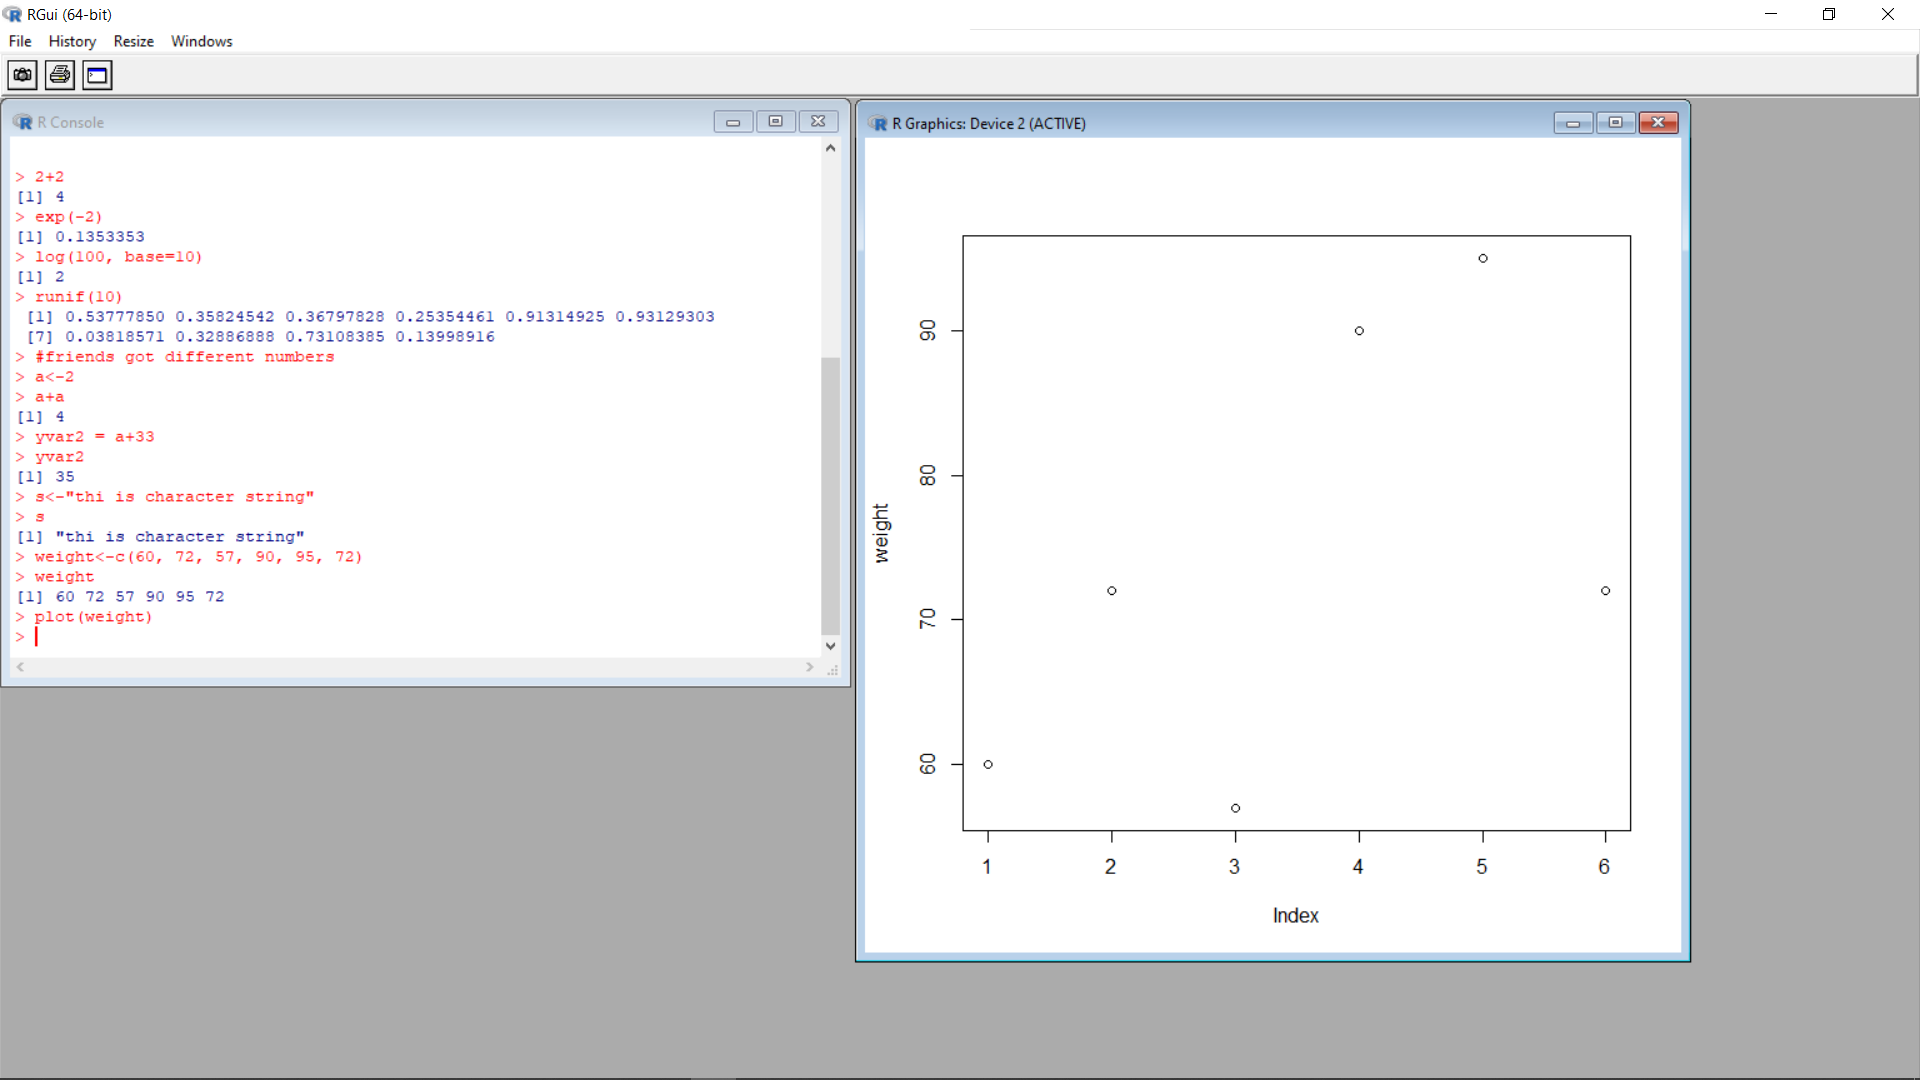 RGui (64-bit)
File History Resize Windows
R Console
> 2+2
[1] 4
> exp(-2)
[1] 0.1353353
> log(100, base=10)
[1] 2
> runif(10)
[1] 0.53777850 0.35824542 0.36797828 0.25354461 0.91314925 0.93129303
[7] 0.03818571 0.32886888 0.73108385 0.13998916
> #friends got different numbers
> a<-2
> a+a
[1] 4
> yvar2 = a+33
> yvar2
[1] 35
> s<-"thi is character string"
> s
[1] "thi is character string"
> weight<-c(60, 72, 57, 90, 95, 72)
> weight
[1] 60 72 57 90 95 72
> plot(weight)
>
R Graphics: Device 2 (ACTIVE)
90
80
70
60
weight
1 2 3 4 5 6
Index